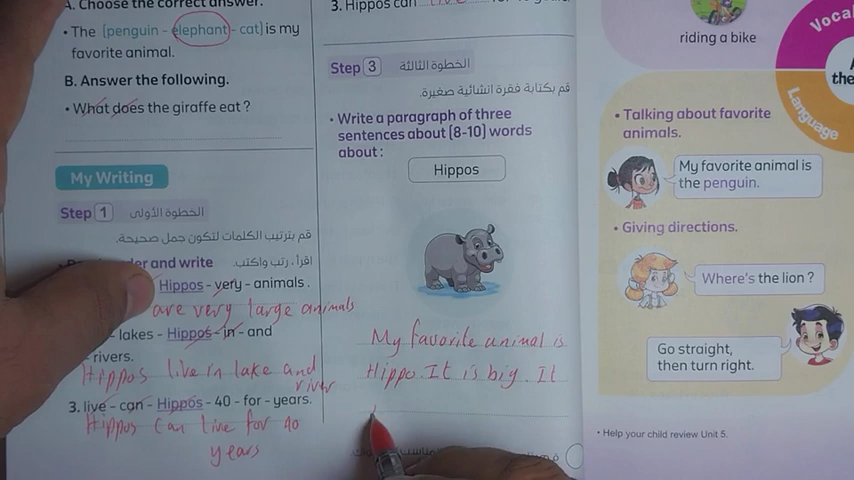 A. Choose the correct answer.
• The (penguin - elephant - cat) is my
favorite animal.
B. Answer the following.
• What does the giraffe eat?
My Writing
Step 1 الخطوة الأولى
قم بترتيب الكلمات لتكون جمل صحيحة.
der and write اقرأ، رتب واكتب.
Hippos - very - animals.
are very large animals
lakes - Hippos - in - and
- rivers.
Hippos live in lake and
river
3. live - can - Hippos - 40 - for - years.
Hippos can live for 40
years
3. Hippos can live
Step 3 الخطوة الثالثة
قم بكتابة فقرة انشائية صغيرة.
• Write a paragraph of three
sentences about (8-10) words
about:
Hippos
My favorite animal is
Hippo. It is big. It
riding a bike
Voca
A
the
Language
• Talking about favorite
animals.
My favorite animal is
the penguin.
• Giving directions.
Where's the lion?
Go straight,
then turn right.
• Help your child review Unit 5.